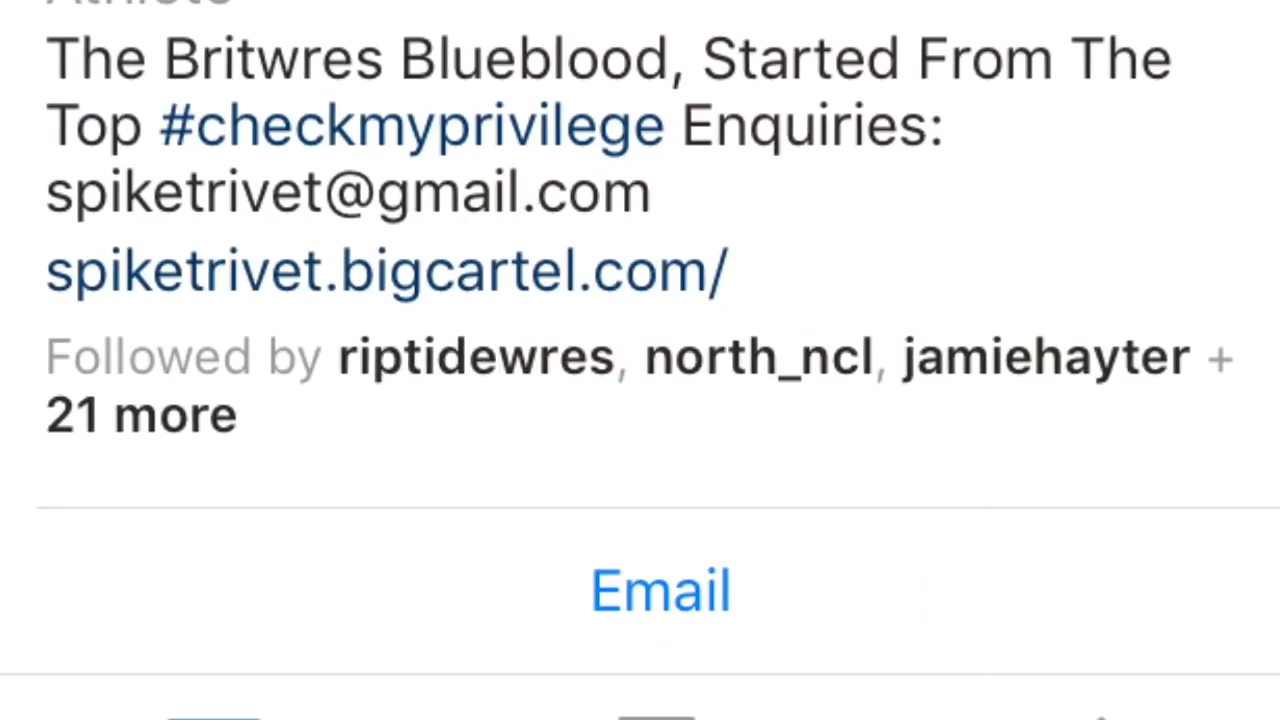 Athlete
The Britwres Blueblood, Started From The
Top #checkmyprivilege Enquiries:
spiketrivet@gmail.com
spiketrivet.bigcartel.com/
Followed by riptidewres, north_ncl, jamiehayter +
21 more
Email